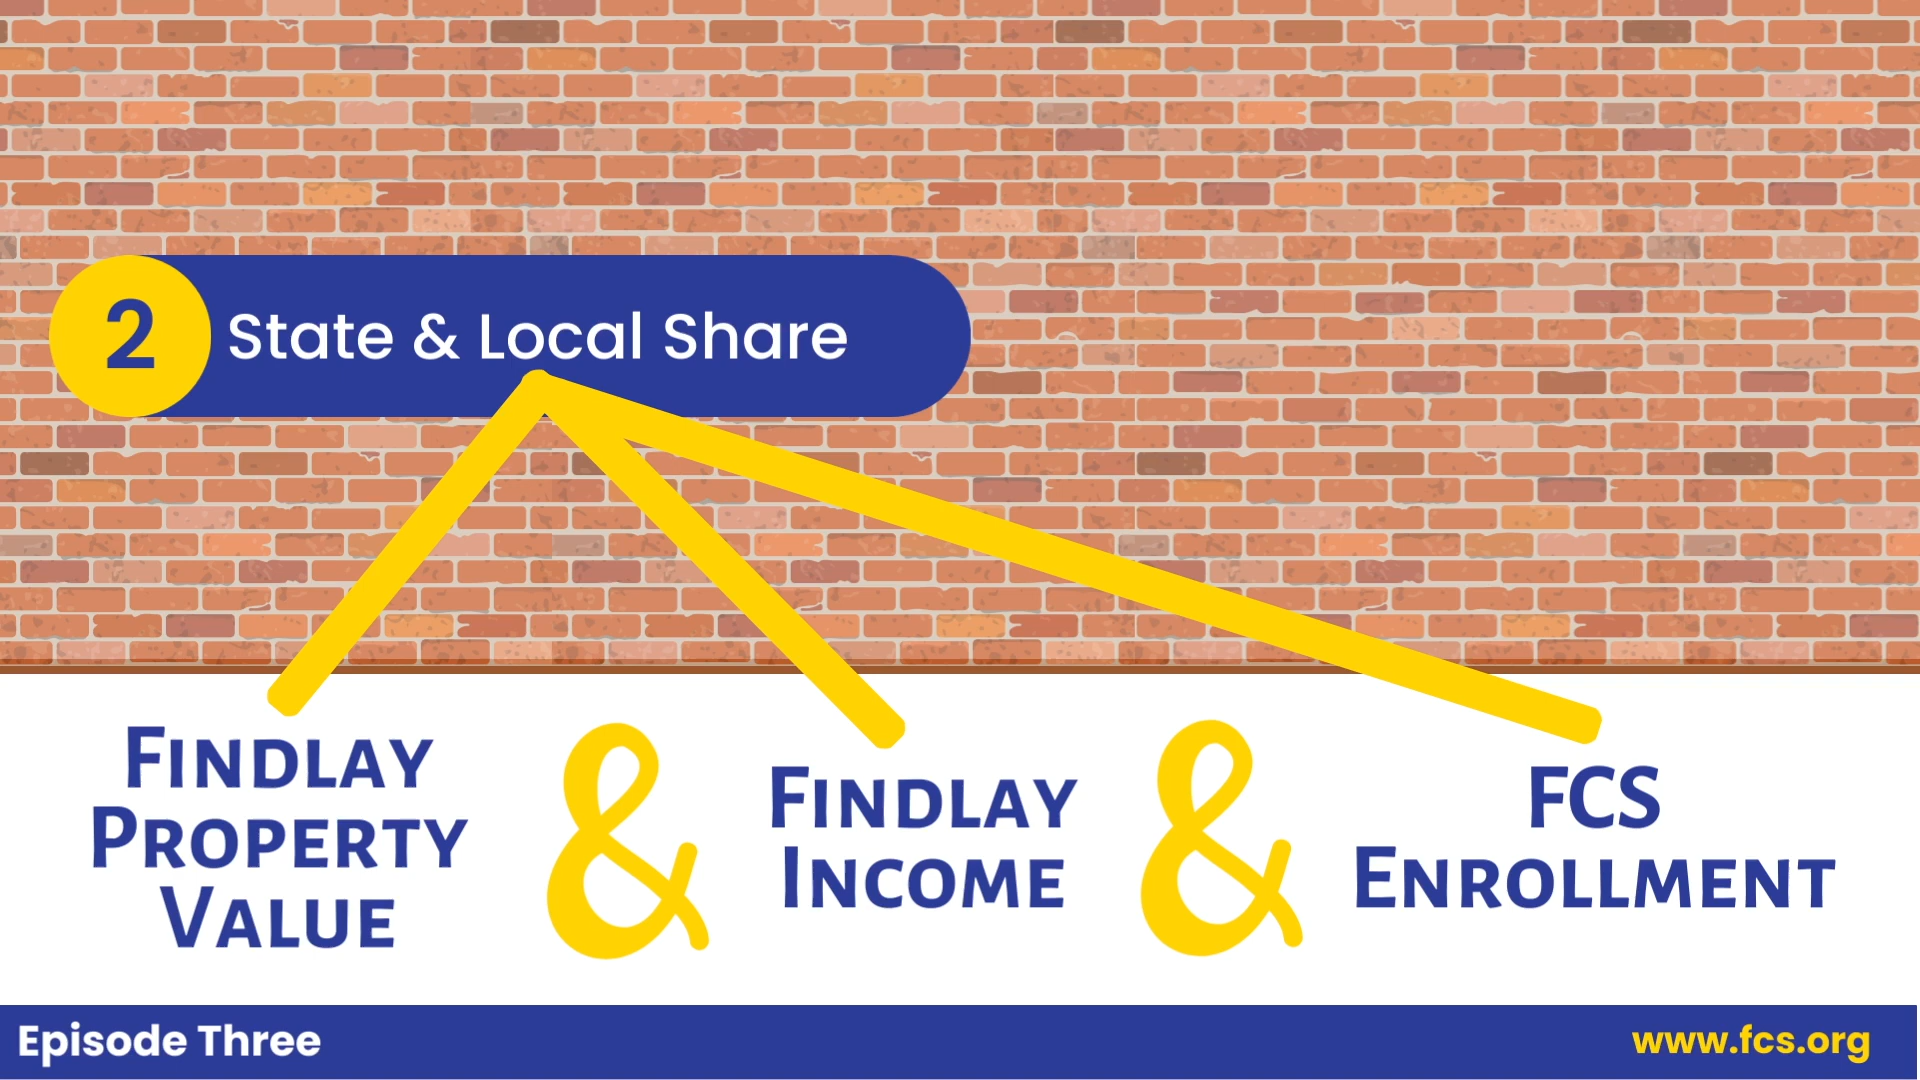 2 State & Local Share
Findlay
Property
Value
&
Findlay
Income
&
FCS
Enrollment
Episode Three
www.fcs.org